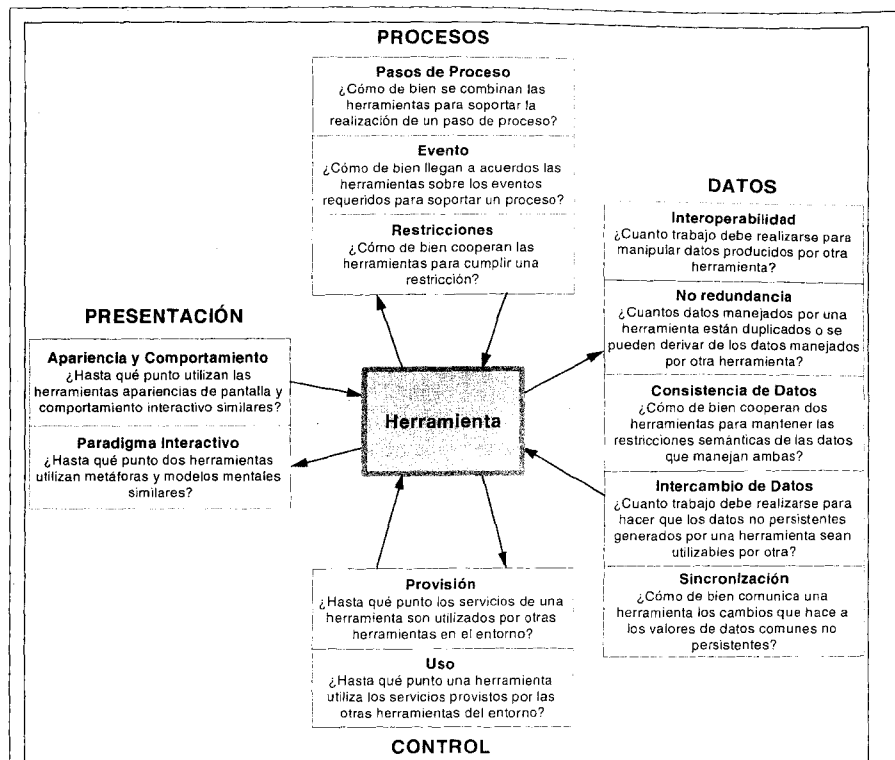 PROCESOS
Pasos de Proceso
¿Cómo de bien se combinan las
herramientas para soportar la
realización de un paso de proceso?
Evento
¿Cómo de bien llegan a acuerdos las
herramientas sobre los eventos
requeridos para soportar un proceso?
Restricciones
¿Cómo de bien cooperan las
herramientas para cumplir una
restricción?
DATOS
Interoperabilidad
¿Cuanto trabajo debe realizarse para
manipular datos producidos por otra
herramienta?
No redundancia
¿Cuantos datos manejados por una
herramienta están duplicados o se
pueden derivar de los datos manejados
por otra herramienta?
Consistencia de Datos
¿Cómo de bien cooperan dos
herramientas para mantener las
restricciones semánticas de las datos
que manejan ambas?
Intercambio de Datos
¿Cuanto trabajo debe realizarse para
hacer que los datos no persistentes
generados por una herramienta sean
utilizables por otra?
Sincronización
¿Cómo de bien comunica una
herramienta los cambios que hace a
los valores de datos comunes no
persistentes?
PRESENTACIÓN
Apariencia y Comportamiento
¿Hasta qué punto utilizan las
herramientas apariencias de pantalla y
comportamiento interactivo similares?
Paradigma Interactivo
¿Hasta qué punto dos herramientas
utilizan metáforas y modelos mentales
similares?
Herramienta
Provisión
¿Hasta qué punto los servicios de una
herramienta son utilizados por otras
herramientas en el entorno?
Uso
¿Hasta qué punto una herramienta
utiliza los servicios provistos por las
otras herramientas del entorno?
CONTROL